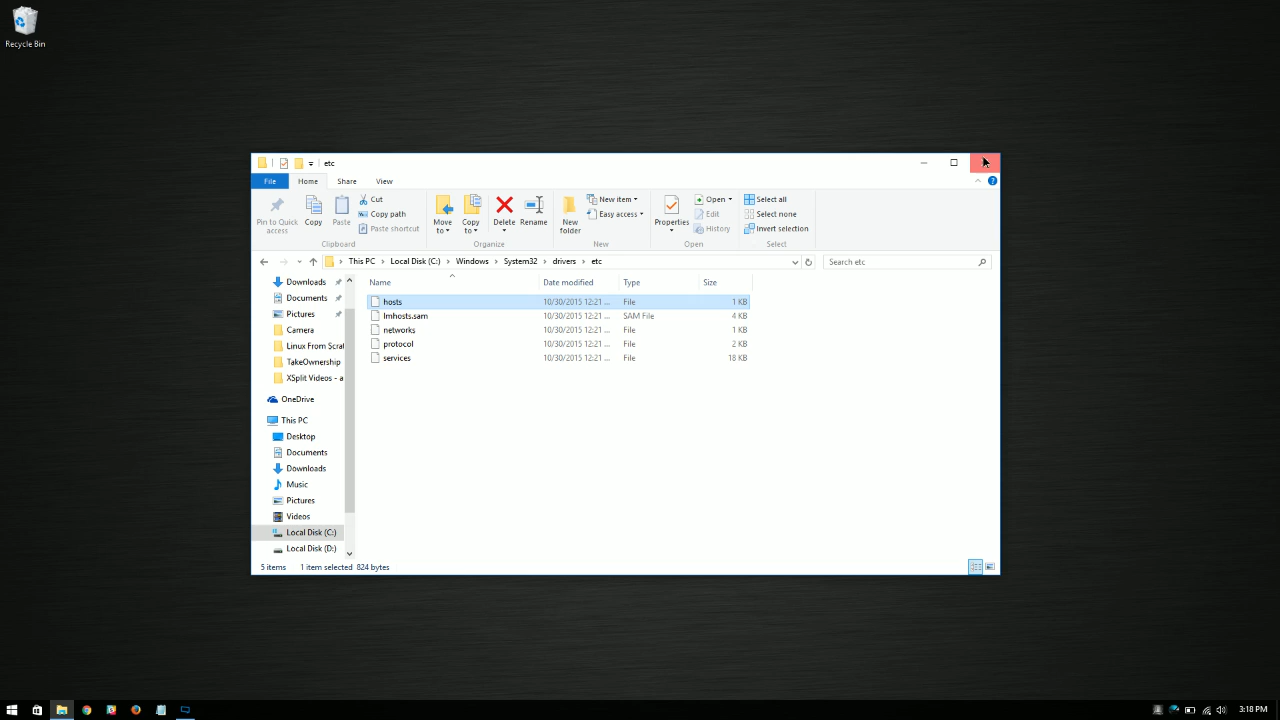 Recycle Bin
etc
File Home Share View
Pin to Quick access
Copy
Paste
Cut
Copy path
Paste shortcut
Clipboard
Move to
Copy to
Delete
Rename
Organize
New folder
New item
Easy access
New
Properties
Open
Edit
History
Open
Select all
Select none
Invert selection
Select
This PC Local Disk (C:) Windows System32 drivers etc
Search etc
Name Date modified Type Size
hosts 10/30/2015 12:21 ... File 1 KB
lmhosts.sam 10/30/2015 12:21 ... SAM File 4 KB
networks 10/30/2015 12:21 ... File 1 KB
protocol 10/30/2015 12:21 ... File 2 KB
services 10/30/2015 12:21 ... File 18 KB
Downloads
Documents
Pictures
Camera
Linux From Scrat
TakeOwnership
XSplit Videos - a
OneDrive
This PC
Desktop
Documents
Downloads
Music
Pictures
Videos
Local Disk (C:)
Local Disk (D:)
5 items 1 item selected 824 bytes
3:18 PM